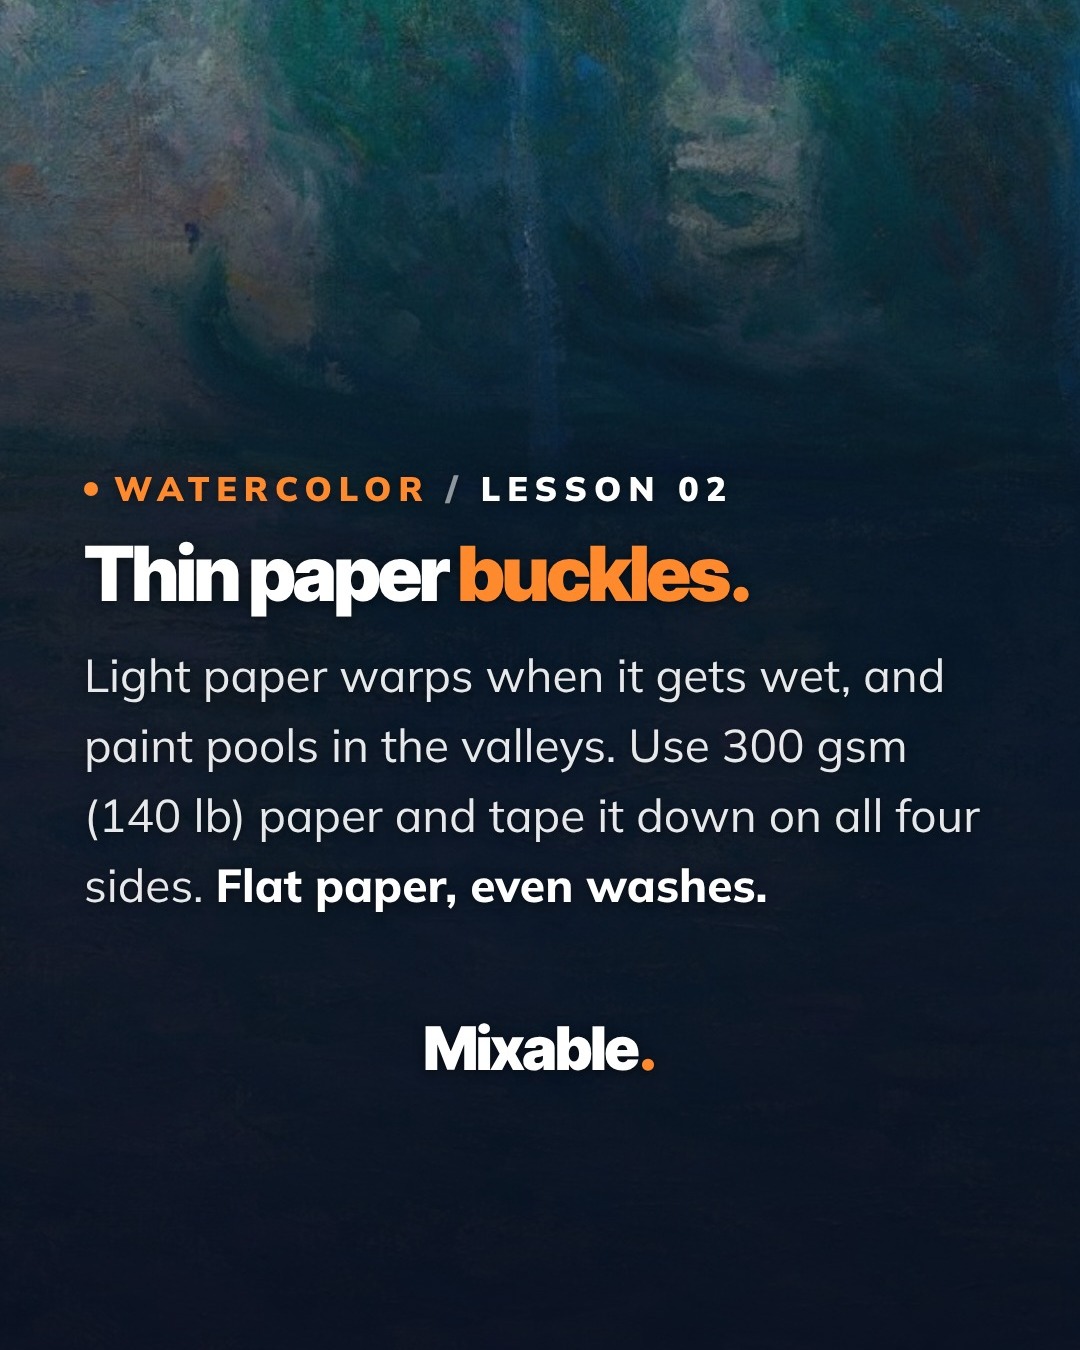 • WATERCOLOR / LESSON 02
Thin paper buckles.
Light paper warps when it gets wet, and
paint pools in the valleys. Use 300 gsm
(140 lb) paper and tape it down on all four
sides. Flat paper, even washes.
Mixable.